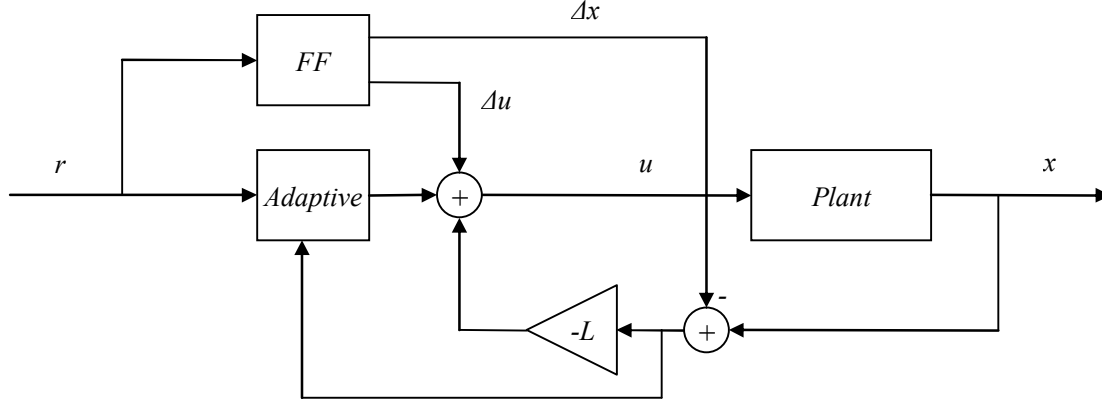 Δx
FF
Δu
r
Adaptive
+
u
Plant
x
-
-L
+